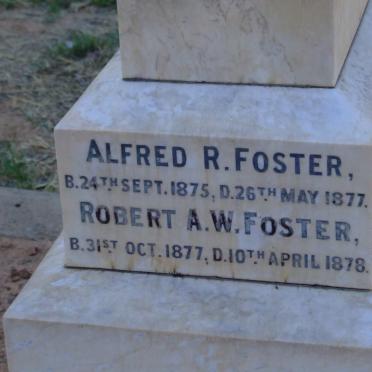 ALFRED R. FOSTER,
B. 24TH SEPT. 1875, D. 26TH MAY 1877.
ROBERT A.W. FOSTER,
B. 31ST OCT. 1877, D. 10TH APRIL 1878.